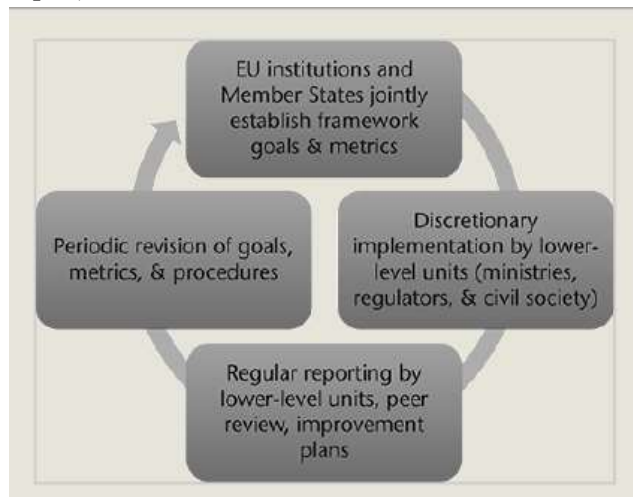 EU institutions and
Member States jointly
establish framework
goals & metrics
Discretionary
implementation by lower-
level units (ministries,
regulators, & civil society)
Regular reporting by
lower-level units, peer
review, improvement
plans
Periodic revision of goals,
metrics, & procedures